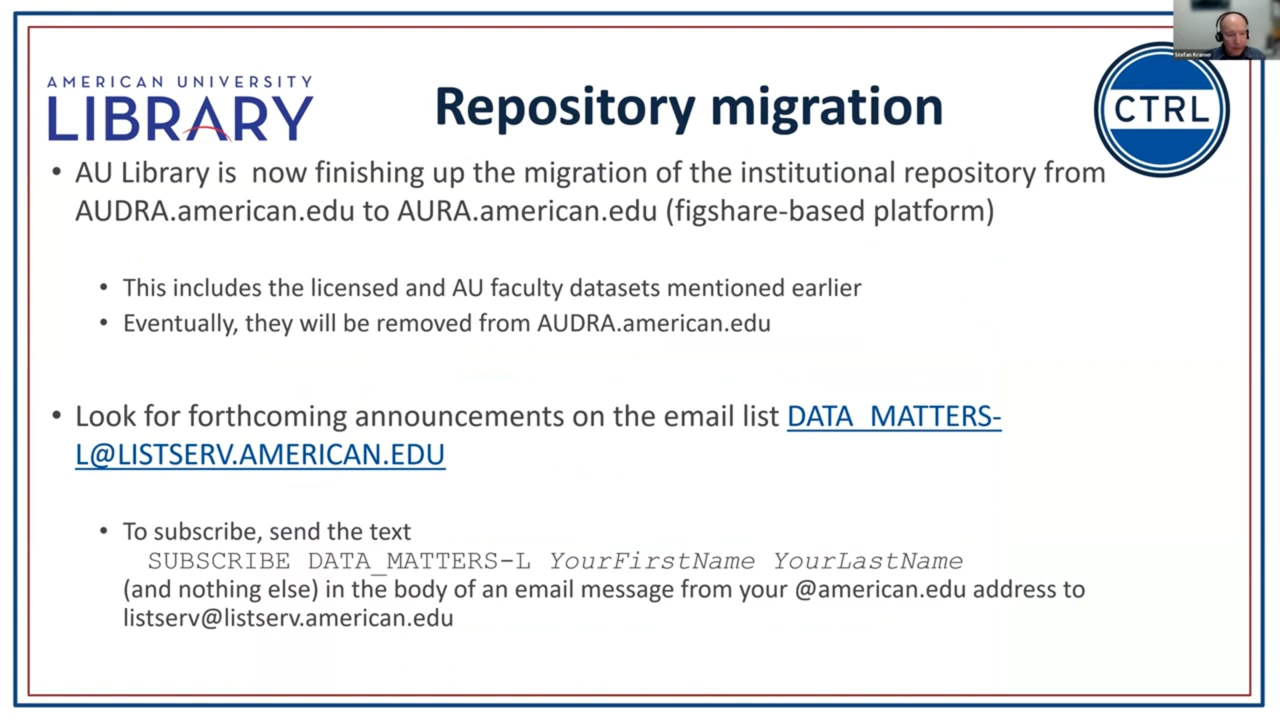 Stefan Kramer
AMERICAN UNIVERSITY
LIBRARY
Repository migration
CTRL
• AU Library is now finishing up the migration of the institutional repository from
AUDRA.american.edu to AURA.american.edu (figshare-based platform)
• This includes the licensed and AU faculty datasets mentioned earlier
• Eventually, they will be removed from AUDRA.american.edu
• Look for forthcoming announcements on the email list DATA_MATTERS-
L@LISTSERV.AMERICAN.EDU
• To subscribe, send the text
SUBSCRIBE DATA_MATTERS-L YourFirstName YourLastName
(and nothing else) in the body of an email message from your @american.edu address to
listserv@listserv.american.edu